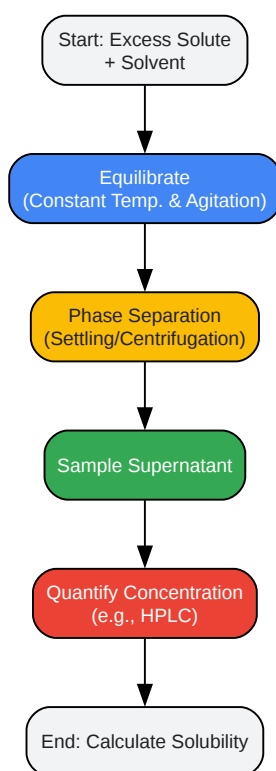 Start: Excess Solute
+ Solvent
Equilibrate
(Constant Temp. & Agitation)
Phase Separation
(Settling/Centrifugation)
Sample Supernatant
Quantify Concentration
(e.g., HPLC)
End: Calculate Solubility